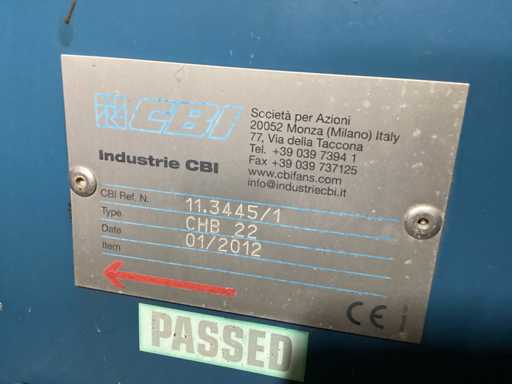 CBI
Industrie CBI
Società per Azioni
20052 Monza (Milano) Italy
77, Via della Taccona
Tel. +39 039 7394 1
Fax +39 039 737125
www.cbifans.com
info@industriecbi.it
CBI Ref. N. 11.3445/1
Type CHB 22
Date 01/2012
Item
CE
PASSED